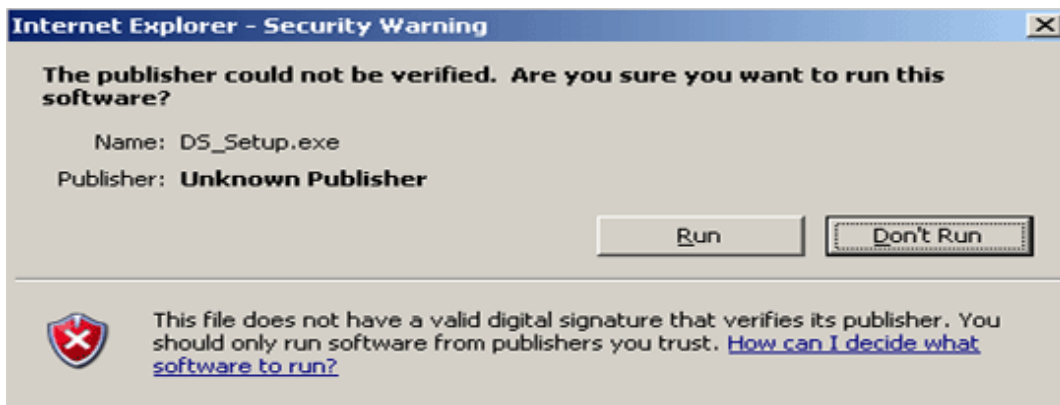 Internet Explorer - Security Warning
The publisher could not be verified.  Are you sure you want to run this
software?
Name: DS_Setup.exe
Publisher: Unknown Publisher
Run
Don't Run
This file does not have a valid digital signature that verifies its publisher. You
should only run software from publishers you trust. How can I decide what
software to run?